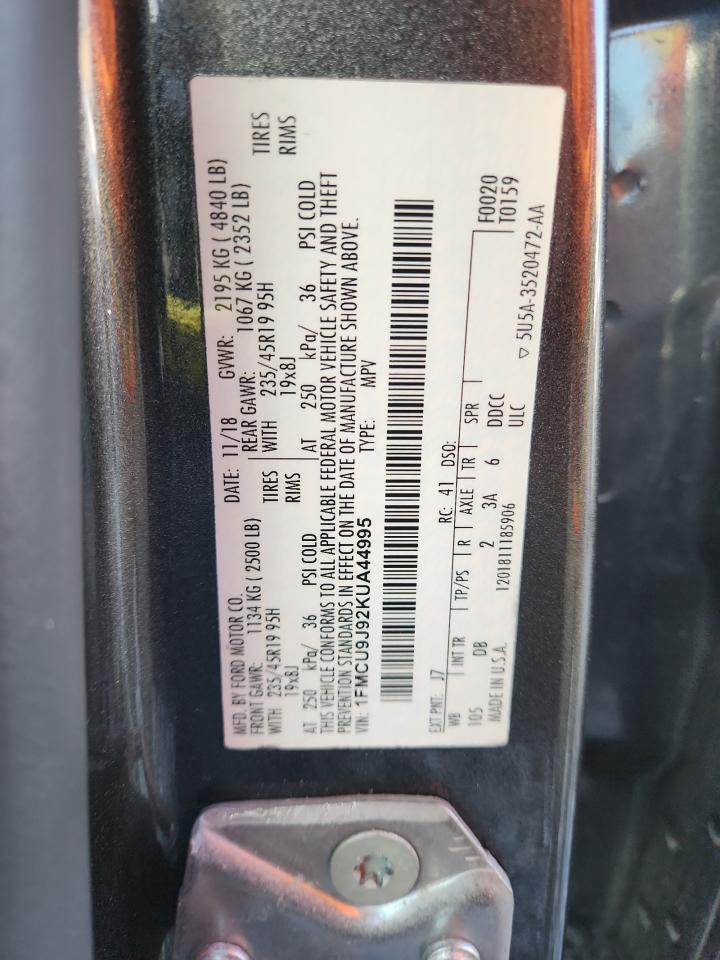 MFD. BY FORD MOTOR CO.
DATE: 11/18 GVWR: 2195 KG ( 4840 LB)
FRONT GAWR: 1134 KG ( 2500 LB) REAR GAWR: 1067 KG ( 2352 LB)
WITH 235/45R19 95H TIRES WITH 235/45R19 95H TIRES
19x8J RIMS 19x8J RIMS
AT 250 kPa/ 36 PSI COLD AT 250 kPa/ 36 PSI COLD
THIS VEHICLE CONFORMS TO ALL APPLICABLE FEDERAL MOTOR VEHICLE SAFETY AND THEFT
PREVENTION STANDARDS IN EFFECT ON THE DATE OF MANUFACTURE SHOWN ABOVE.
VIN: 1FMCU9J92KUA44995 TYPE: MPV
EXT PNT: J7 RC: 41 DSO:
WB INT TR TP/PS R AXLE TR SPR F0020
105 DB 2 3A 6 DDCC T0159
ULC
MADE IN U.S.A. 12018111185906 ▽ 5U5A-3520472-AA